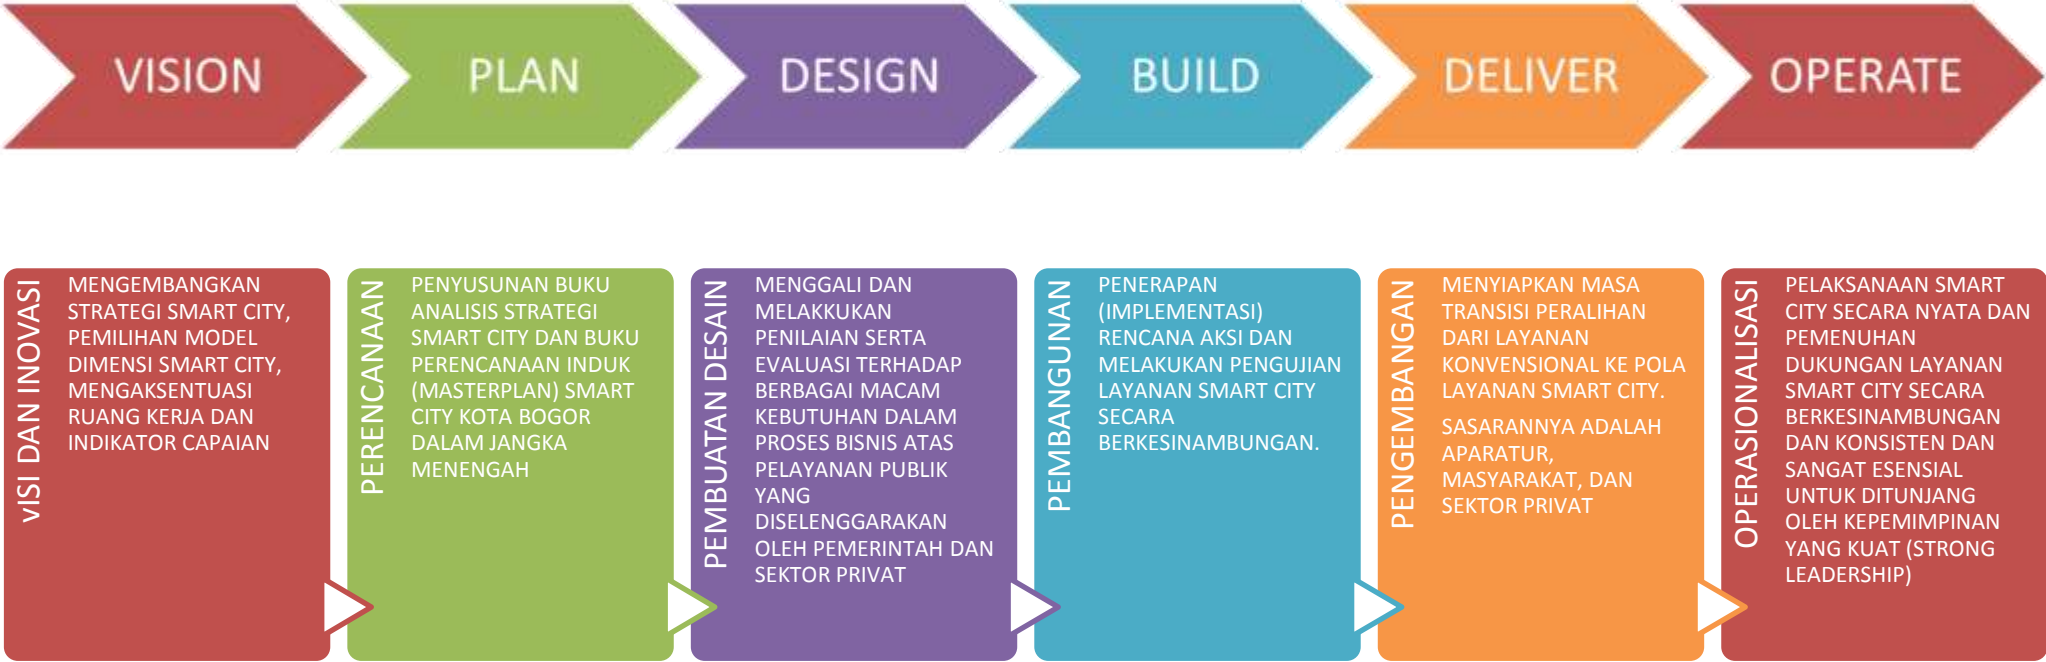 VISION
PLAN
DESIGN
BUILD
DELIVER
OPERATE
vISI DAN INOVASI
MENGEMBANGKAN
STRATEGI SMART CITY,
PEMILIHAN MODEL
DIMENSI SMART CITY,
MENGAKSENTUASI
RUANG KERJA DAN
INDIKATOR CAPAIAN
PERENCANAAN
PENYUSUNAN BUKU
ANALISIS STRATEGI
SMART CITY DAN BUKU
PERENCANAAN INDUK
(MASTERPLAN) SMART
CITY KOTA BOGOR
DALAM JANGKA
MENENGAH
PEMBUATAN DESAIN
MENGGALI DAN
MELAKKUKAN
PENILAIAN SERTA
EVALUASI TERHADAP
BERBAGAI MACAM
KEBUTUHAN DALAM
PROSES BISNIS ATAS
PELAYANAN PUBLIK
YANG
DISELENGGARAKAN
OLEH PEMERINTAH DAN
SEKTOR PRIVAT
PEMBANGUNAN
PENERAPAN
(IMPLEMENTASI)
RENCANA AKSI DAN
MELAKUKAN PENGUJIAN
LAYANAN SMART CITY
SECARA
BERKESINAMBUNGAN.
PENGEMBANGAN
MENYIAPKAN MASA
TRANSISI PERALIHAN
DARI LAYANAN
KONVENSIONAL KE POLA
LAYANAN SMART CITY.
SASARANNYA ADALAH
APARATUR,
MASYARAKAT, DAN
SEKTOR PRIVAT
OPERASIONALISASI
PELAKSANAAN SMART
CITY SECARA NYATA DAN
PEMENUHAN
DUKUNGAN LAYANAN
SMART CITY SECARA
BERKESINAMBUNGAN
DAN KONSISTEN DAN
SANGAT ESENSIAL
UNTUK DITUNJANG
OLEH KEPEMIMPINAN
YANG KUAT (STRONG
LEADERSHIP)